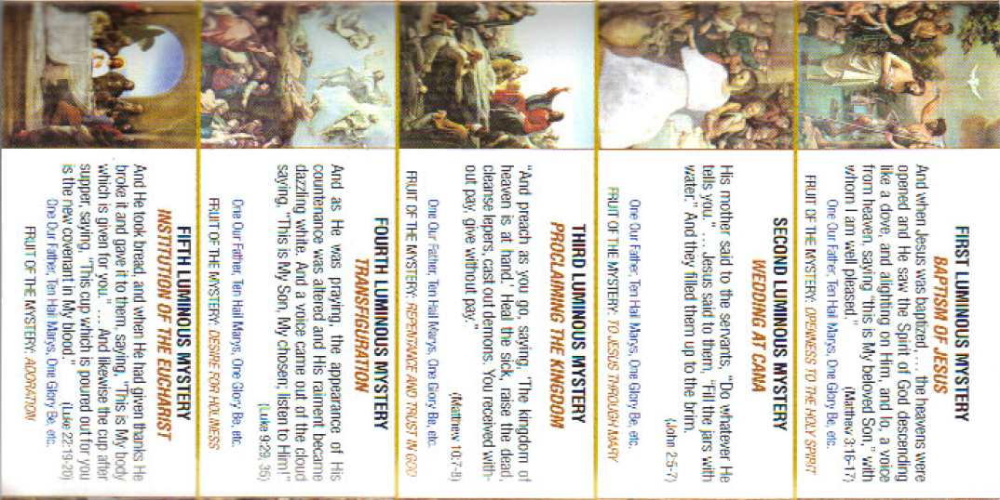 FIRST LUMINOUS MYSTERY
BAPTISM OF JESUS
And when Jesus was baptized ... the heavens were
opened and He saw the Spirit of God descending
like a dove, and alighting on Him, and lo, a voice
from heaven, saying "this is My beloved Son," with
whom I am well pleased."
(Matthew 3:16-17)
One Our Father, Ten Hail Marys, One Glory Be, etc.
FRUIT OF THE MYSTERY: OPENNESS TO THE HOLY SPIRIT
SECOND LUMINOUS MYSTERY
WEDDING AT CANA
His mother said to the servants, "Do whatever He
tells you." ... Jesus said to them, "Fill the jars with
water." And they filled them up to the brim.
(John 2:5-7)
One Our Father, Ten Hail Marys, One Glory Be, etc.
FRUIT OF THE MYSTERY: TO JESUS THROUGH MARY
THIRD LUMINOUS MYSTERY
PROCLAIMING THE KINGDOM
"And preach as you go, saying, 'The kingdom of
heaven is at hand.' Heal the sick, raise the dead,
cleanse lepers, cast out demons. You received with-
out pay, give without pay."
(Matthew 10:7-8)
One Our Father, Ten Hail Marys, One Glory Be, etc.
FRUIT OF THE MYSTERY: REPENTANCE AND TRUST IN GOD
FOURTH LUMINOUS MYSTERY
TRANSFIGURATION
And as He was praying, the appearance of His
countenance was altered and His raiment became
dazzling white. And a voice came out of the cloud
saying, "This is My Son, My chosen; listen to Him!"
(Luke 9:29, 35)
One Our Father, Ten Hail Marys, One Glory Be, etc.
FRUIT OF THE MYSTERY: DESIRE FOR HOLINESS
FIFTH LUMINOUS MYSTERY
INSTITUTION OF THE EUCHARIST
And He took bread, and when He had given thanks He
broke it and gave it to them, saying, "This is My body
which is given for you." ... And likewise the cup after
supper, saying, "This cup which is poured out for you
is the new covenant in My blood." (Luke 22:19-20)
One Our Father, Ten Hail Marys, One Glory Be, etc.
FRUIT OF THE MYSTERY: ADORATION